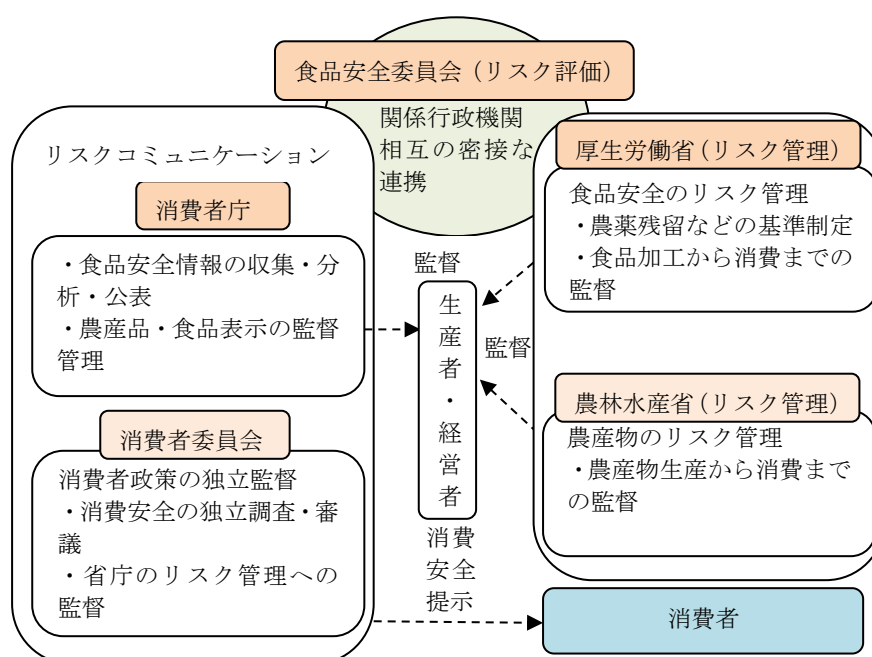 食品安全委員会（リスク評価）
関係行政機関
相互の密接な
連携
リスクコミュニケーション
消費者庁
・食品安全情報の収集・分
析・公表
・農産品・食品表示の監督
管理
消費者委員会
消費者政策の独立監督
・消費安全の独立調査・審
議
・省庁のリスク管理への
監督
監督
生産者・経営者
監督
消費
安全
提示
厚生労働省（リスク管理）
食品安全のリスク管理
・農薬残留などの基準制定
・食品加工から消費までの
監督
農林水産省（リスク管理）
農産物のリスク管理
・農産物生産から消費まで
の監督
消費者